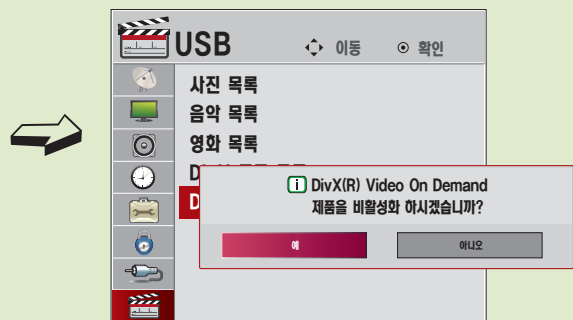 USB
이동
확인
사진 목록
음악 목록
영화 목록
D
D
DivX(R) Video On Demand
제품을 비활성화 하시겠습니까?
예
아니오